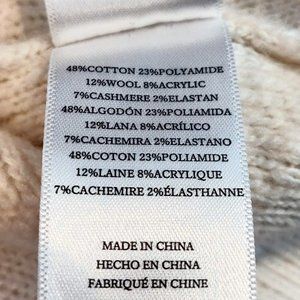 48%COTTON 23%POLYAMIDE
12%WOOL 8%ACRYLIC
7%CASHMERE 2%ELASTAN
48%ALGODÓN 23%POLIAMIDA
12%LANA 8%ACRÍLICO
7%CACHEMIRA 2%ELASTANO
48%COTTON 23%POLIAMIDE
12%LAINE 8%ACRYLIQUE
7%CACHEMIRE 2%ÉLASTHANNE
MADE IN CHINA
HECHO EN CHINA
FABRIQUÉ EN CHINE